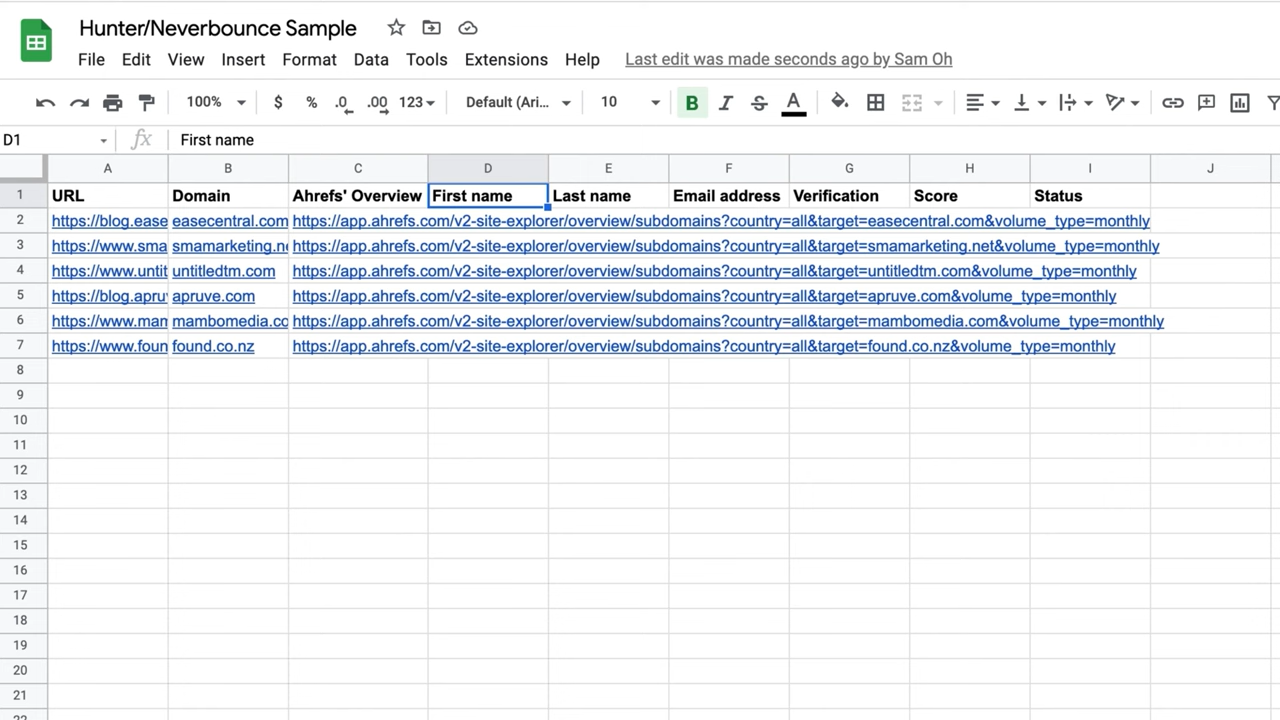 Hunter/Neverbounce Sample
File Edit View Insert Format Data Tools Extensions Help Last edit was made seconds ago by Sam Oh
100% $ % .0 .00 123 Default (Ari... 10 B I S A
D1 fx First name
A B C D E F G H I J
1 URL Domain Ahrefs' Overview First name Last name Email address Verification Score Status
2 https://blog.ease easecentral.com https://app.ahrefs.com/v2-site-explorer/overview/subdomains?country=all&target=easecentral.com&volume_type=monthly
3 https://www.sma smamarketing.ne https://app.ahrefs.com/v2-site-explorer/overview/subdomains?country=all&target=smamarketing.net&volume_type=monthly
4 https://www.untit untitledtm.com https://app.ahrefs.com/v2-site-explorer/overview/subdomains?country=all&target=untitledtm.com&volume_type=monthly
5 https://blog.apruv apruve.com https://app.ahrefs.com/v2-site-explorer/overview/subdomains?country=all&target=apruve.com&volume_type=monthly
6 https://www.mam mambomedia.co https://app.ahrefs.com/v2-site-explorer/overview/subdomains?country=all&target=mambomedia.com&volume_type=monthly
7 https://www.foun found.co.nz https://app.ahrefs.com/v2-site-explorer/overview/subdomains?country=all&target=found.co.nz&volume_type=monthly
8
9
10
11
12
13
14
15
16
17
18
19
20
21
22